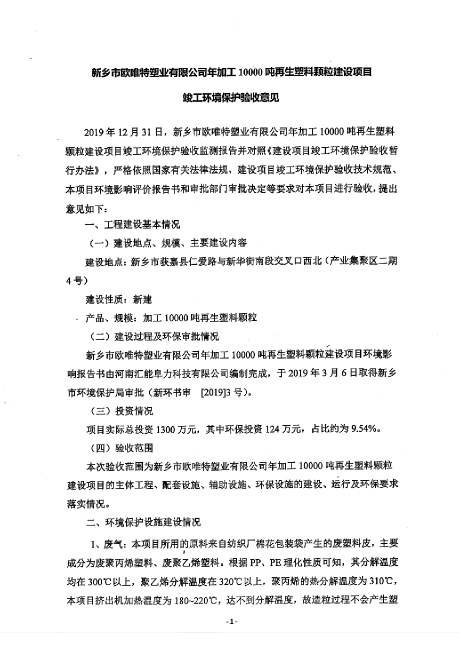 新乡市欧唯特塑业有限公司年加工 10000 吨再生塑料颗粒建设项目
竣工环境保护验收意见
2019 年 12 月 31 日，新乡市欧唯特塑业有限公司年加工 10000 吨再生塑料
颗粒建设项目竣工环境保护验收监测报告并对照《建设项目竣工环境保护验收暂
行办法》，严格依照国家有关法律法规、建设项目竣工环境保护验收技术规范、
本项目环境影响评价报告书和审批部门审批决定等要求对本项目进行验收，提出
意见如下：
一、工程建设基本情况
（一）建设地点、规模、主要建设内容
建设地点：新乡市获嘉县仁爱路与新华街南段交叉口西北（产业集聚区二期
4 号）
建设性质：新建
产品、规模：加工 10000 吨再生塑料颗粒
（二）建设过程及环保审批情况
新乡市欧唯特塑业有限公司年加工 10000 吨再生塑料颗粒建设项目环境影
响报告书由河南汇能阜力科技有限公司编制完成，于 2019 年 3 月 6 日取得新乡
市环境保护局审批（新环书审 [2019]3 号）。
（三）投资情况
项目实际总投资 1300 万元，其中环保投资 124 万元，占比约为 9.54%。
（四）验收范围
本次验收范围为新乡市欧唯特塑业有限公司年加工 10000 吨再生塑料颗粒
建设项目的主体工程、配套设施、辅助设施、环保设施的建设、运行及环保要求
落实情况。
二、环境保护设施建设情况
1、废气：本项目所用的原料来自纺织厂棉花包装袋产生的废塑料皮，主要
成分为废聚丙烯塑料、废聚乙烯塑料。根据 PP、PE 理化性质可知，其分解温度
均在 300℃以上，聚乙烯分解温度在 320℃以上，聚丙烯的热分解温度为 310℃，
本项目挤出机加热温度为 180~220℃，达不到分解温度，故造粒过程不会产生塑
- 1 -